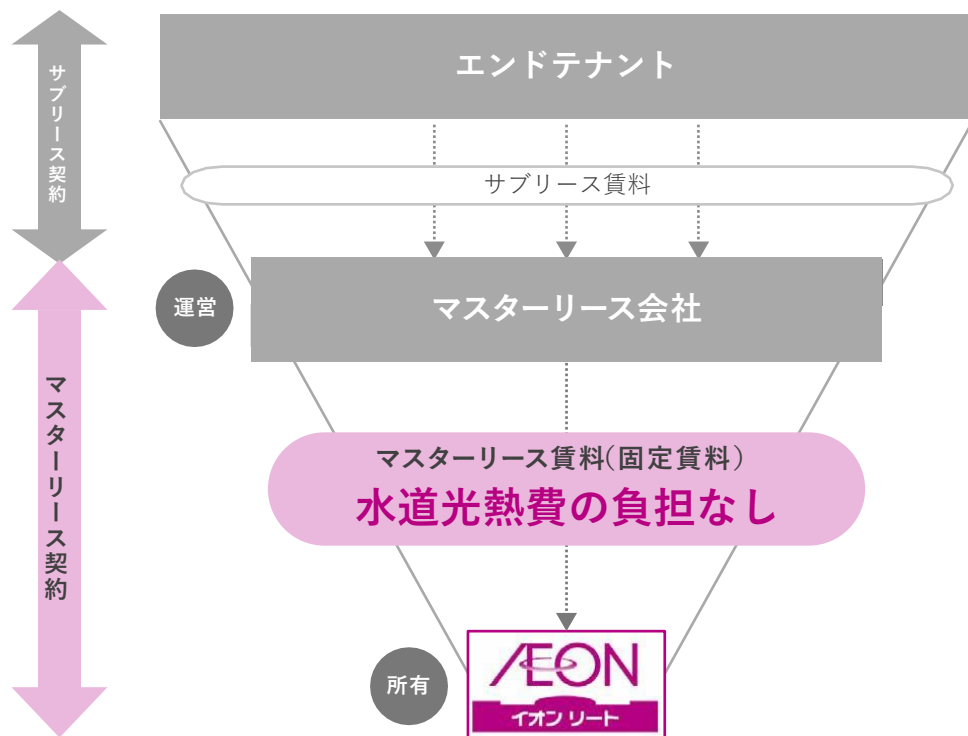 サブリース契約
エンドテナント
サブリース賃料
運営
マスターリース会社
マスターリース契約
マスターリース賃料(固定賃料)
水道光熱費の負担なし
所有
ÆON
イオン リート